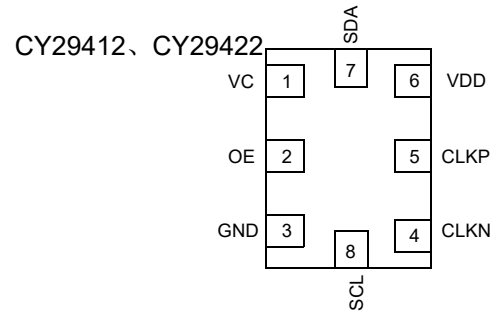 SDA
CY29412、CY29422
VC 1 7 6 VDD
OE 2 5 CLKP
GND 3 4 CLKN
8
SCL